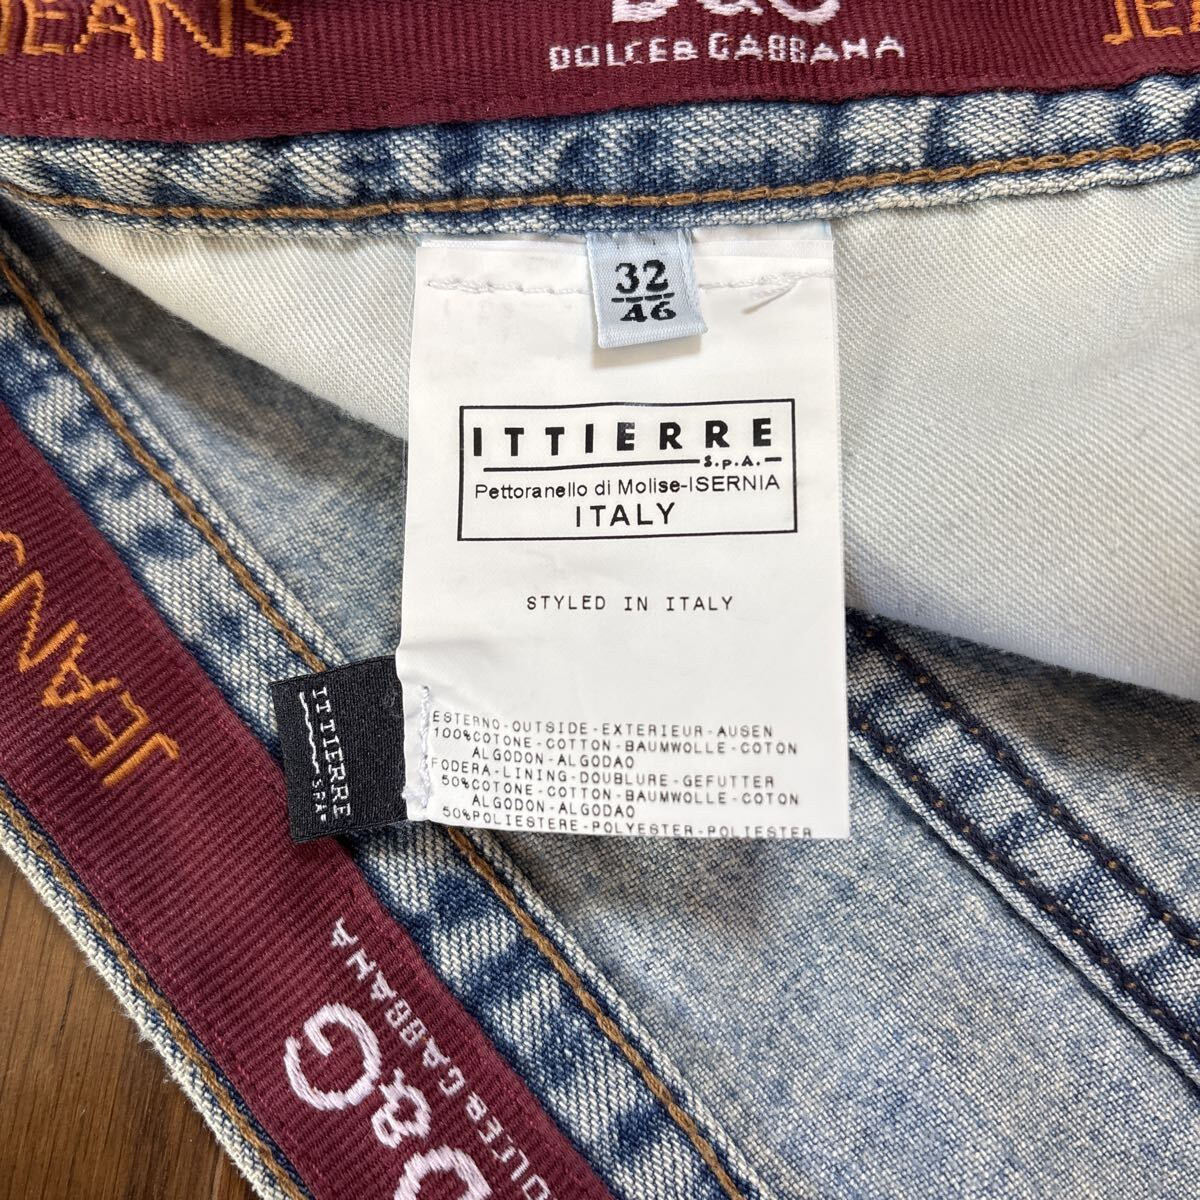 JEANS
D&G
JEANS
DOLCE&GABBANA
32
46
ITTIERRE
S.p.A.
Pettoranello di Molise-ISERNIA
ITALY
STYLED IN ITALY
ESTERNO-OUTSIDE-EXTERIEUR-AUSEN
100%COTONE-COTTON-BAUMWOLLE-COTON
ALGODON-ALGODAO
FODERA-LINING-DOUBLURE-GEFUTTER
50%COTONE-COTTON-BAUMWOLLE-COTON
ALGODON-ALGODAO
50%POLIESTERE-POLYESTER-POLIESTER
ITTIERRE
S.P.A.
JEANS
D&G
DOLCE&GABBANA